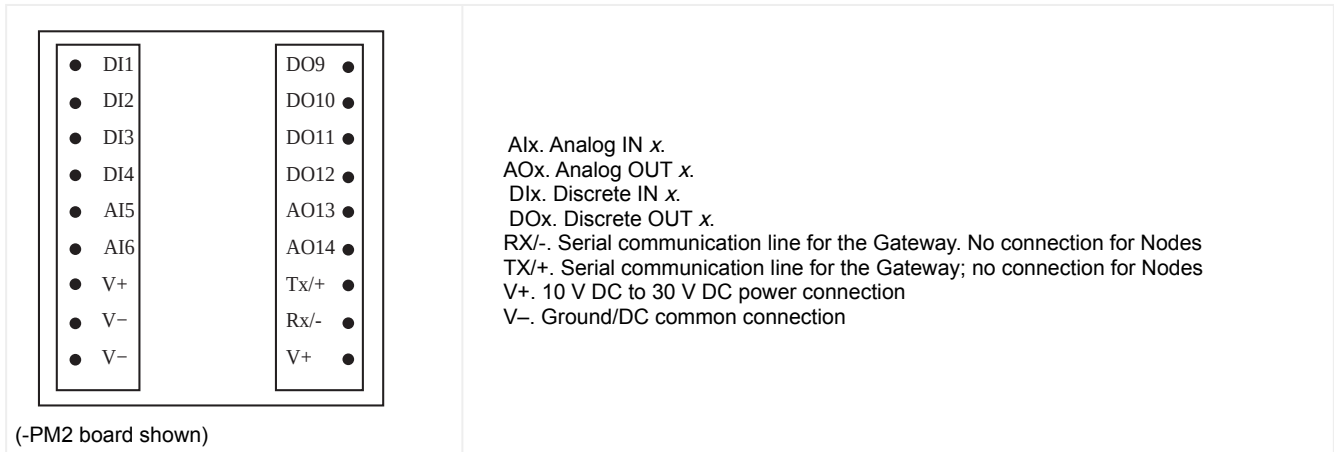 DI1
DI2
DI3
DI4
AI5
AI6
V+
V−
V−
DO9
DO10
DO11
DO12
AO13
AO14
Tx/+
Rx/-
V+
(-PM2 board shown)
AIx. Analog IN x.
AOx. Analog OUT x.
DIx. Discrete IN x.
DOx. Discrete OUT x.
RX/-. Serial communication line for the Gateway. No connection for Nodes
TX/+. Serial communication line for the Gateway; no connection for Nodes
V+. 10 V DC to 30 V DC power connection
V–. Ground/DC common connection